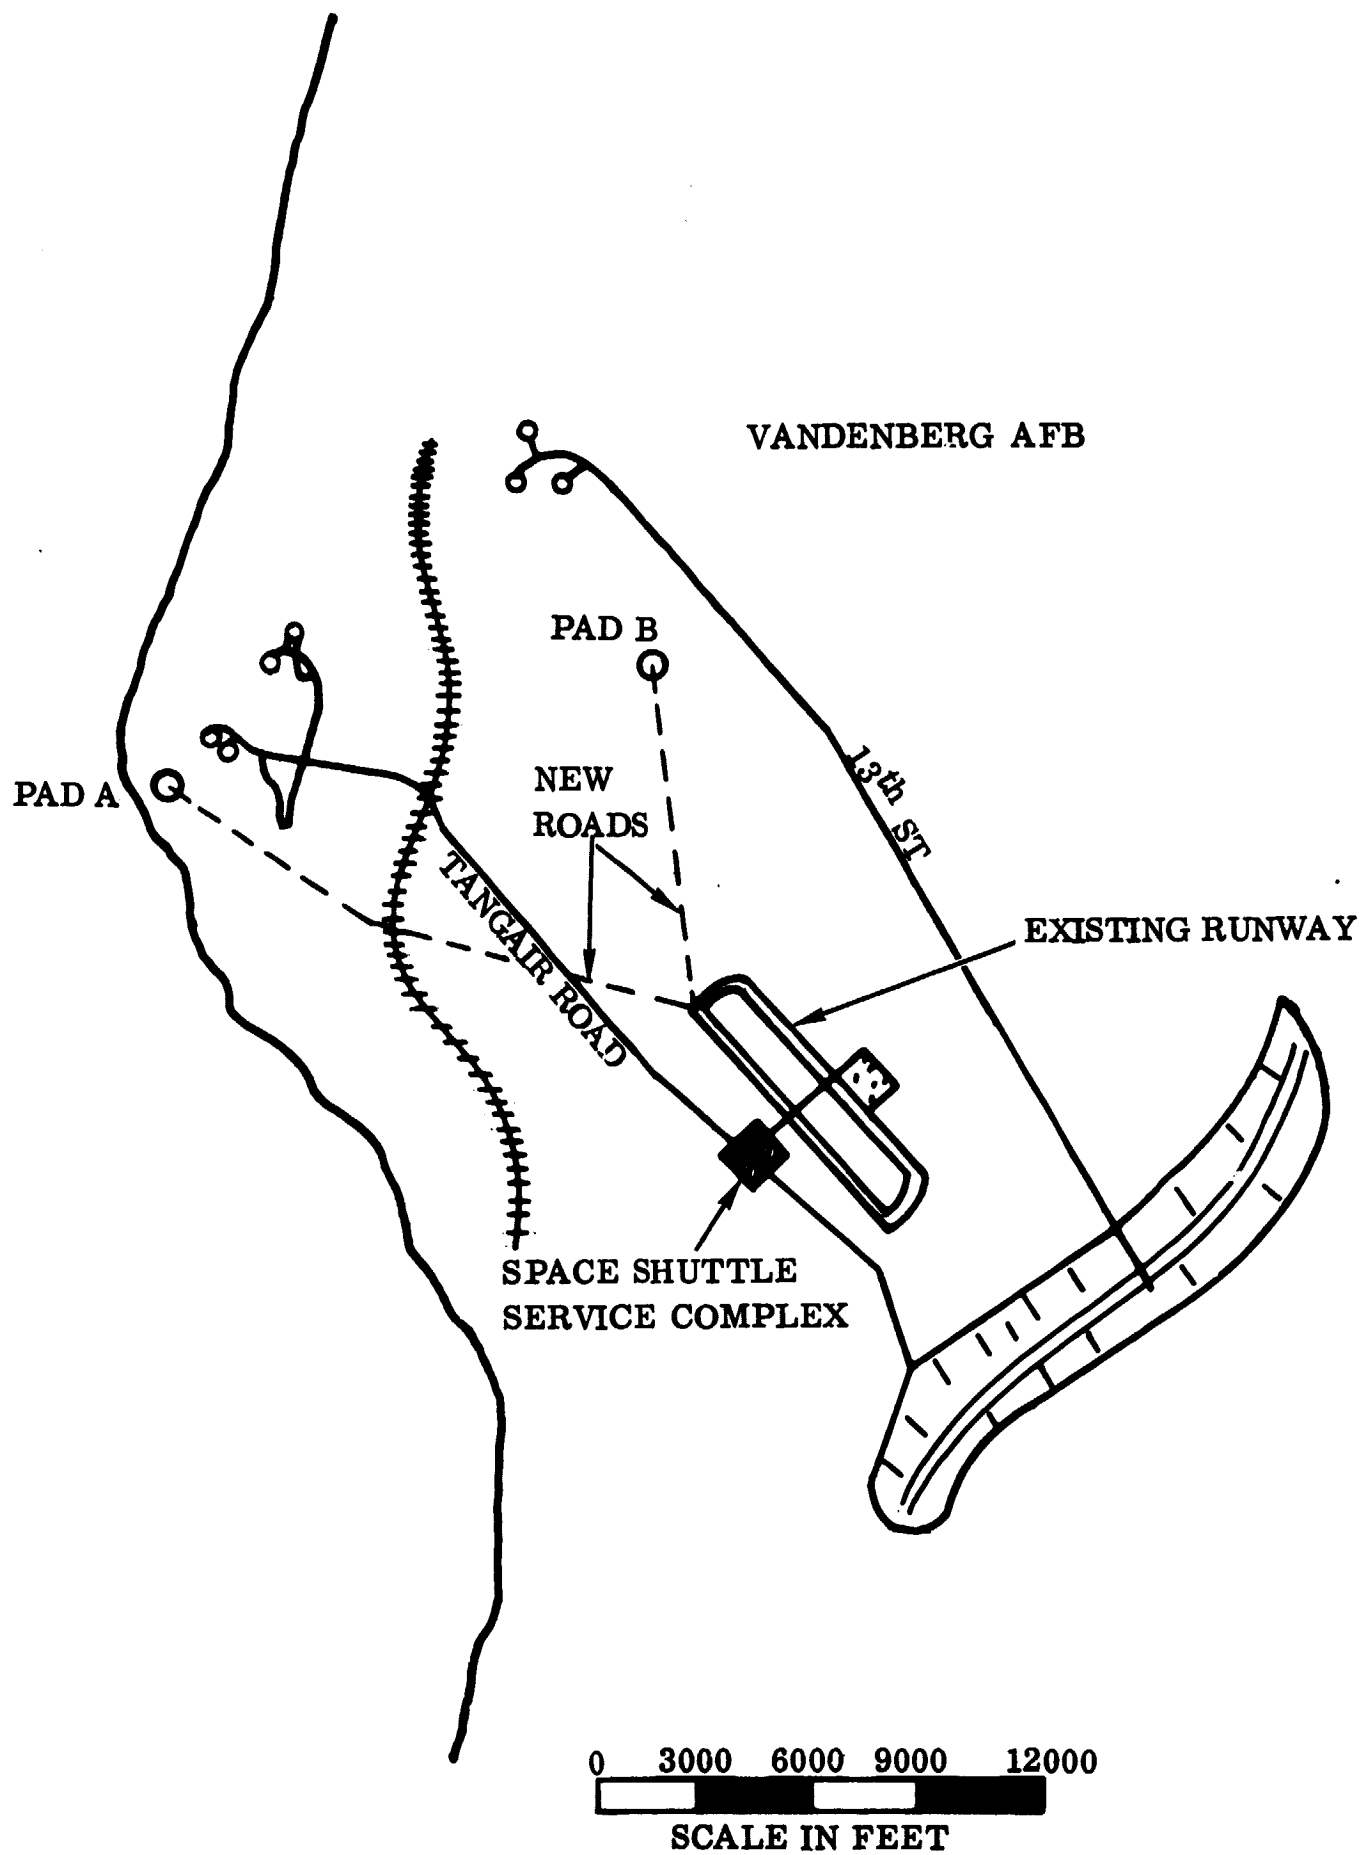 VANDENBERG AFB
PAD B
NEW
ROADS
13th ST
PAD A
TANGAIR ROAD
EXISTING RUNWAY
SPACE SHUTTLE
SERVICE COMPLEX
0 3000 6000 9000 12000
SCALE IN FEET